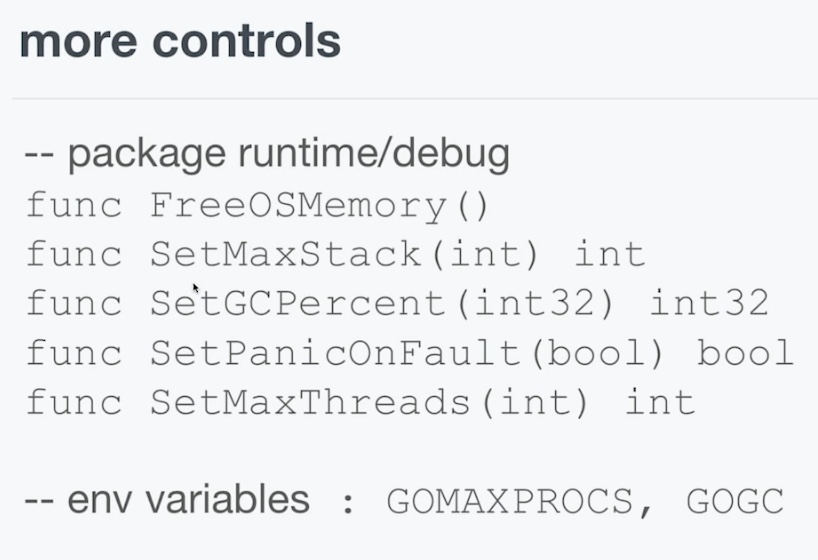 more controls
-- package runtime/debug
func FreeOSMemory()
func SetMaxStack(int) int
func SetGCPercent(int32) int32
func SetPanicOnFault(bool) bool
func SetMaxThreads(int) int
-- env variables : GOMAXPROCS, GOGC